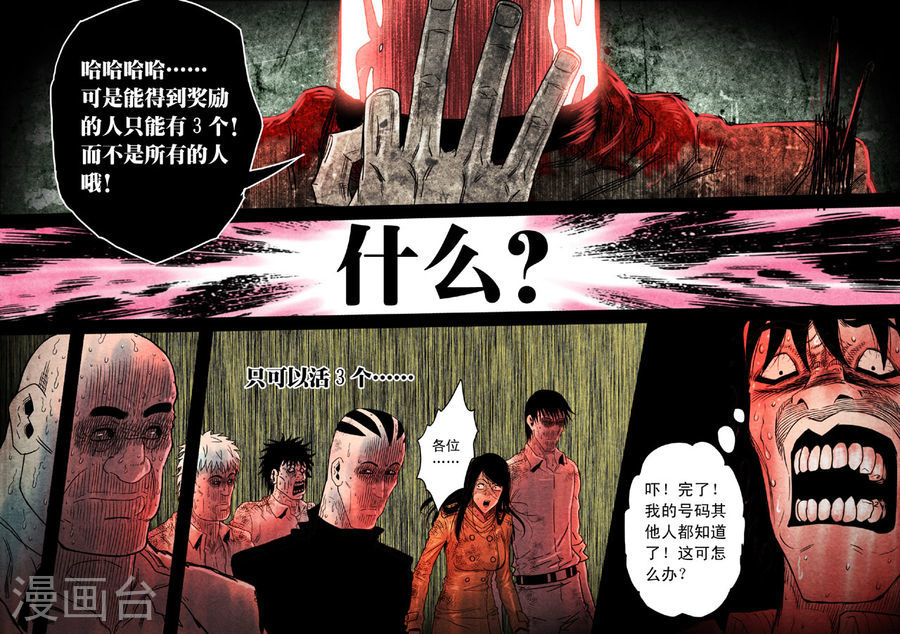 哈哈哈哈……
可是能得到奖励
的人只能有3个！
而不是所有的人
哦！
什么？
只可以活3个……
各位
……
吓！完了！
我的号码其
他人都知道
了！这可怎
么办？
漫画台